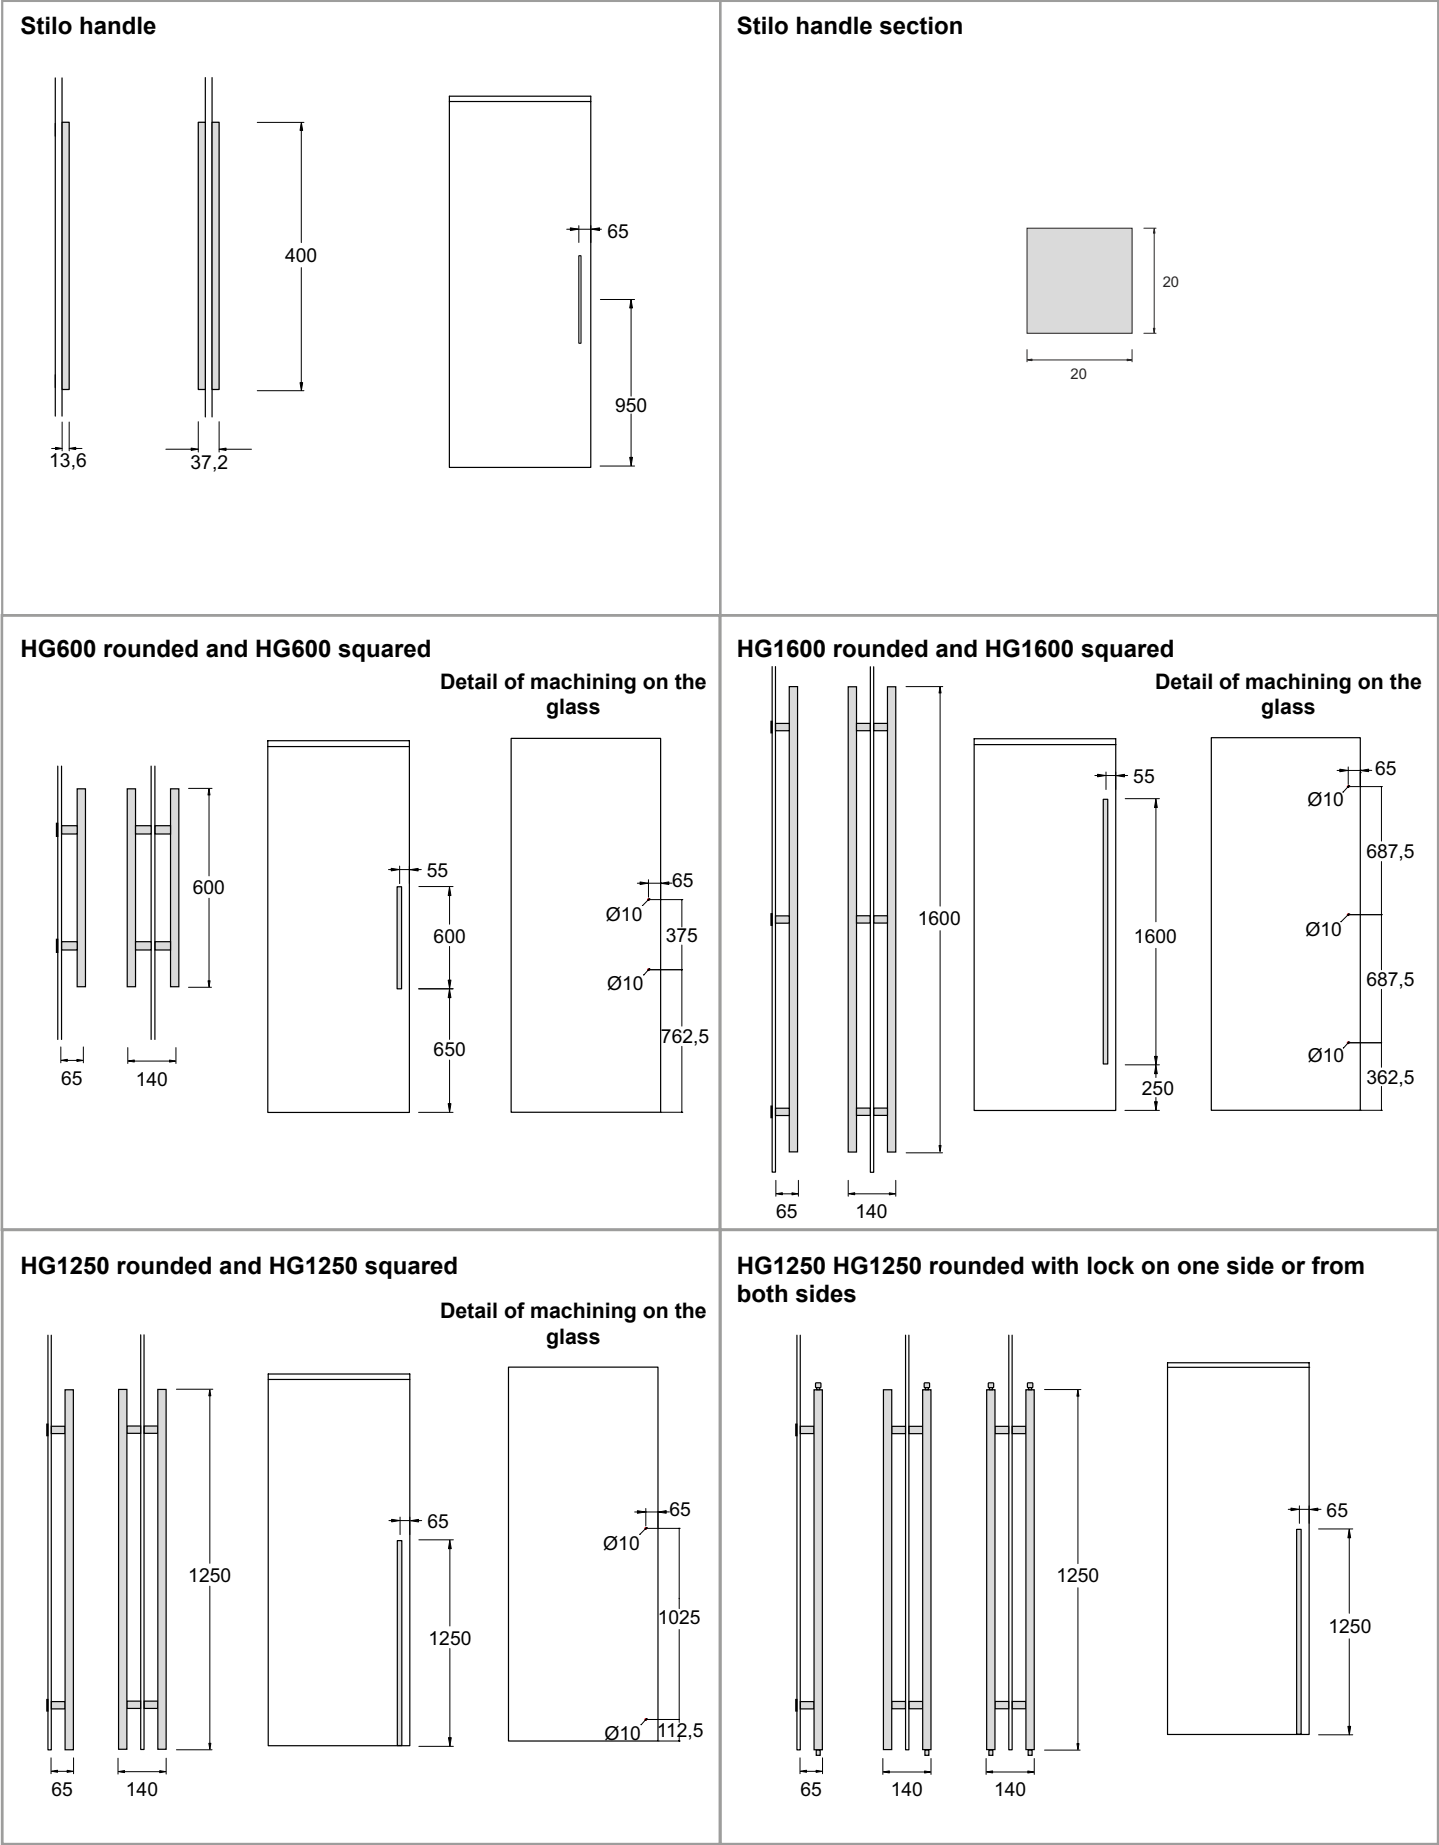 Stilo handle
400
65
950
13,6
37,2
Stilo handle section
20
20
HG600 rounded and HG600 squared
Detail of machining on the
glass
600
65
140
55
600
650
65
Ø10
375
Ø10
762,5
HG1600 rounded and HG1600 squared
Detail of machining on the
glass
1600
65
140
55
1600
250
65
Ø10
687,5
Ø10
687,5
Ø10
362,5
HG1250 rounded and HG1250 squared
Detail of machining on the
glass
1250
65
140
65
1250
65
Ø10
1025
Ø10
112,5
HG1250 HG1250 rounded with lock on one side or from
both sides
1250
65
140
140
65
1250